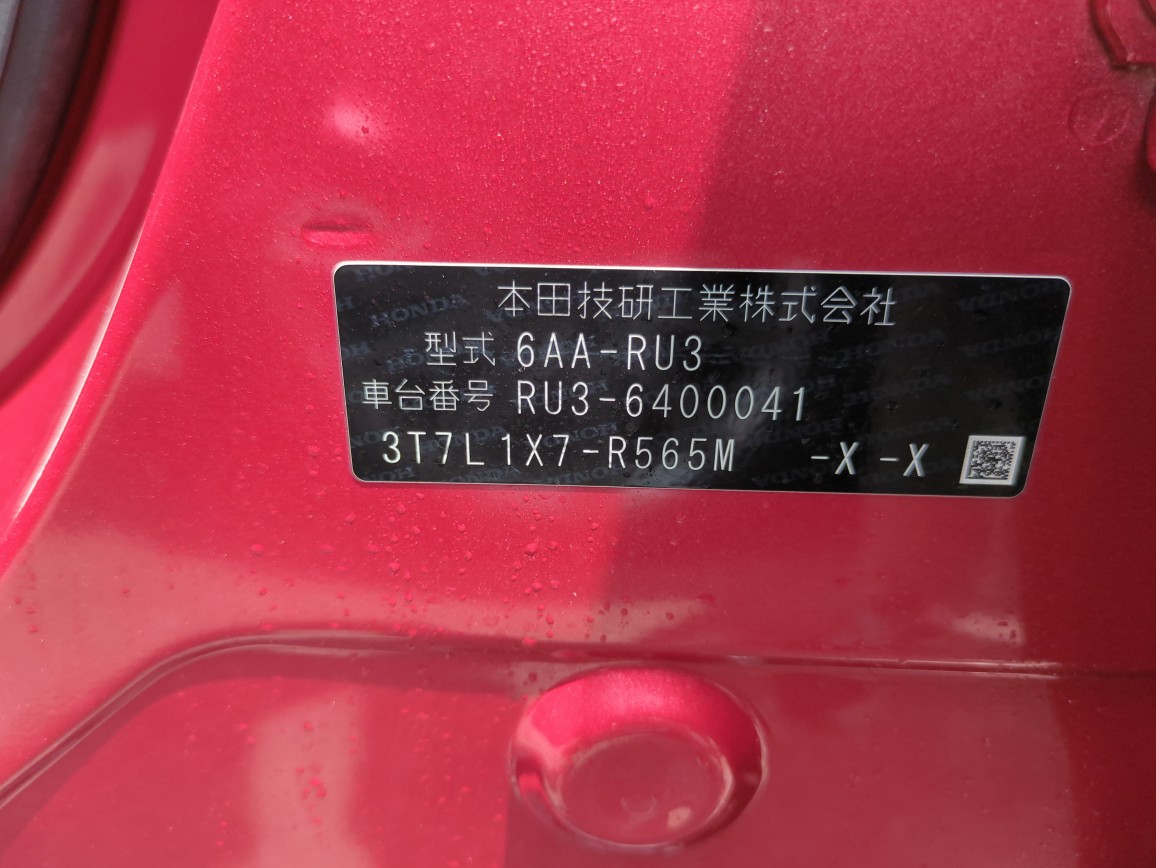 本田技研工業株式会社
型式 6AA-RU3
車台番号 RU3-6400041
3T7L1X7-R565M -X -X